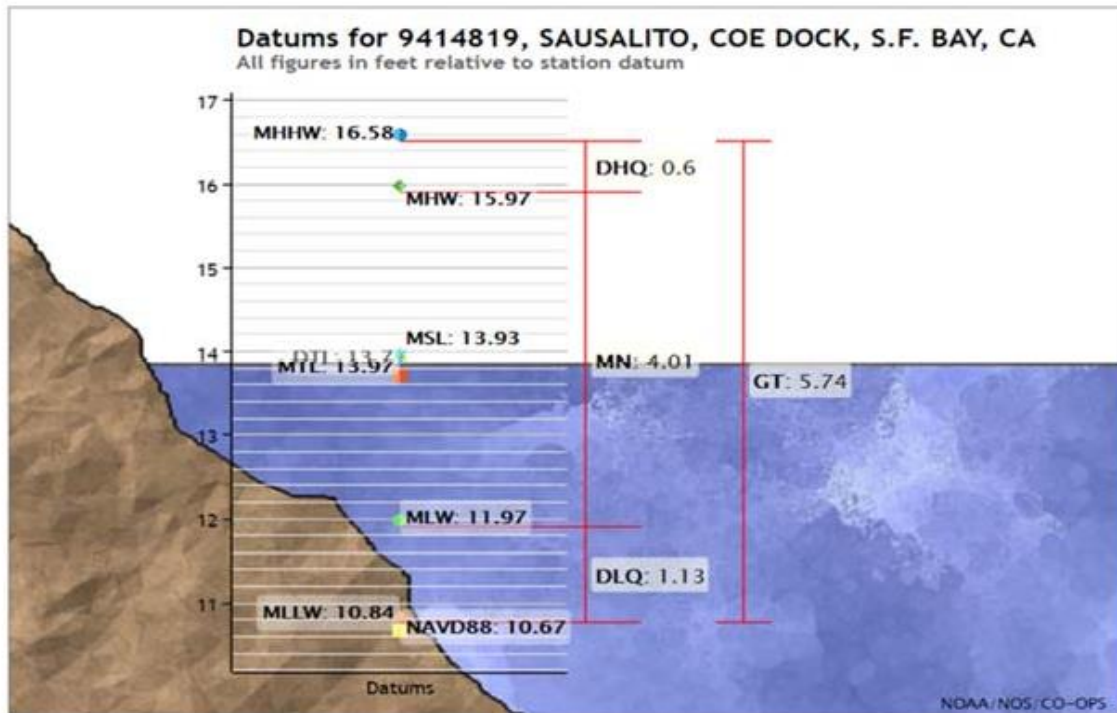 Datums for 9414819, SAUSALITO, COE DOCK, S.F. BAY, CA
All figures in feet relative to station datum
17
MHHW: 16.58
DHQ: 0.6
16
MHW: 15.97
15
MSL: 13.93
14
DTL: 13.7
MTL: 13.97
MN: 4.01
GT: 5.74
13
12
MLW: 11.97
DLQ: 1.13
11
MLLW: 10.84
NAVD88: 10.67
Datums
NOAA/NOS/CO-OPS